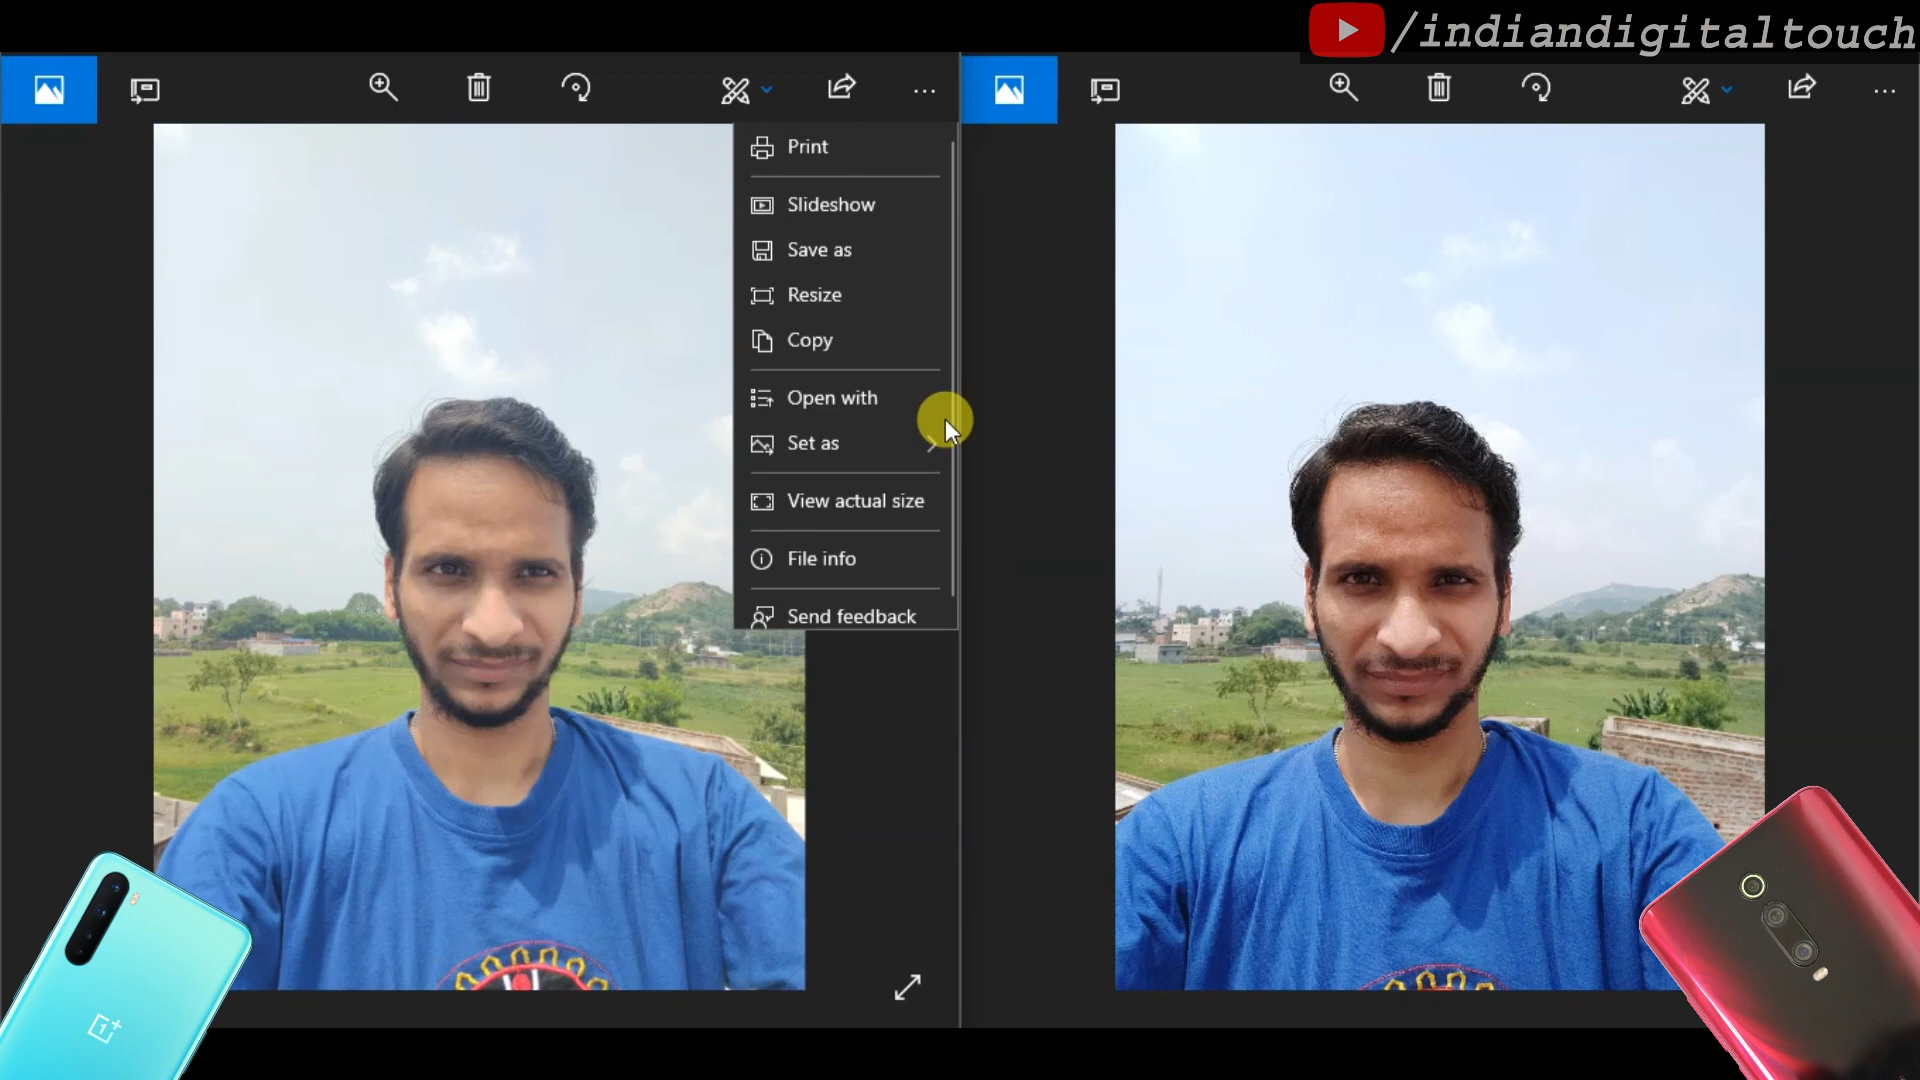 /indiandigitaltouch
Print
Slideshow
Save as
Resize
Copy
Open with
Set as
View actual size
File info
Send feedback